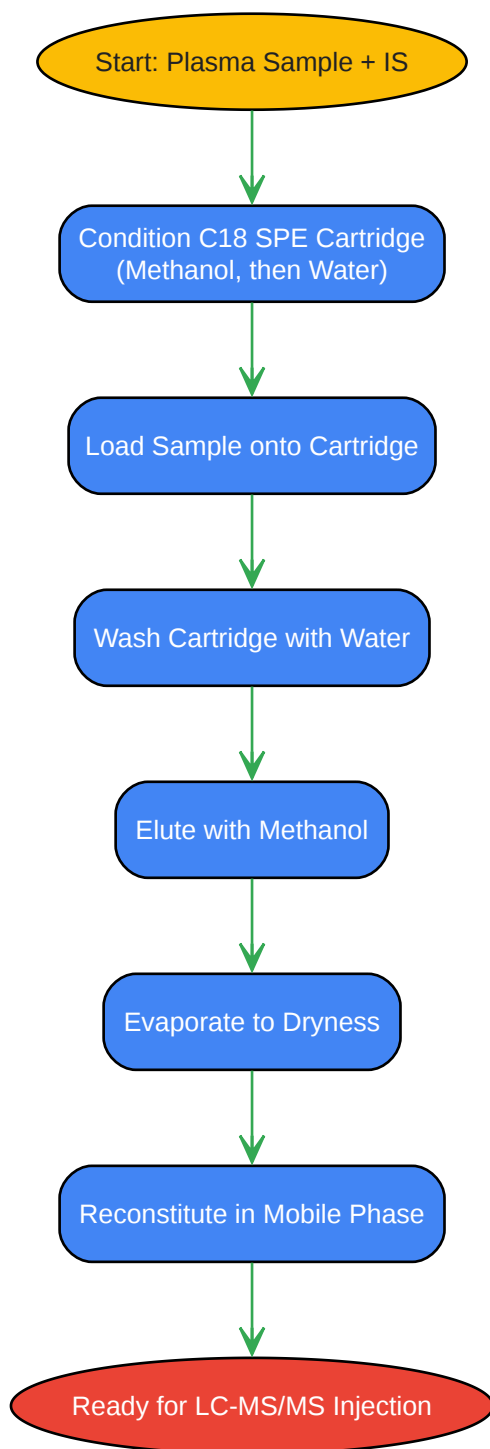 Start: Plasma Sample + IS
Condition C18 SPE Cartridge
(Methanol, then Water)
Load Sample onto Cartridge
Wash Cartridge with Water
Elute with Methanol
Evaporate to Dryness
Reconstitute in Mobile Phase
Ready for LC-MS/MS Injection